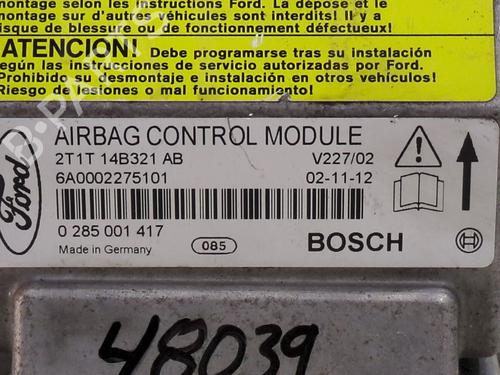 montage selon les instructions Ford. La dépose et le
montage sur d'autres véhicules sont interdits! Il y a
risque de blessure ou de fonctionnement défectueux!
ATENCION! Debe programarse tras su instalación
según las instrucciones de servicio autorizadas por Ford.
Prohibido su desmontaje e instalación en otros vehículos!
Riesgo de lesiones o mal funcionamiento!
Ford
AIRBAG CONTROL MODULE
2T1T 14B321 AB V227/02
6A0002275101 02-11-12
0 285 001 417
Made in Germany 085 BOSCH
48039